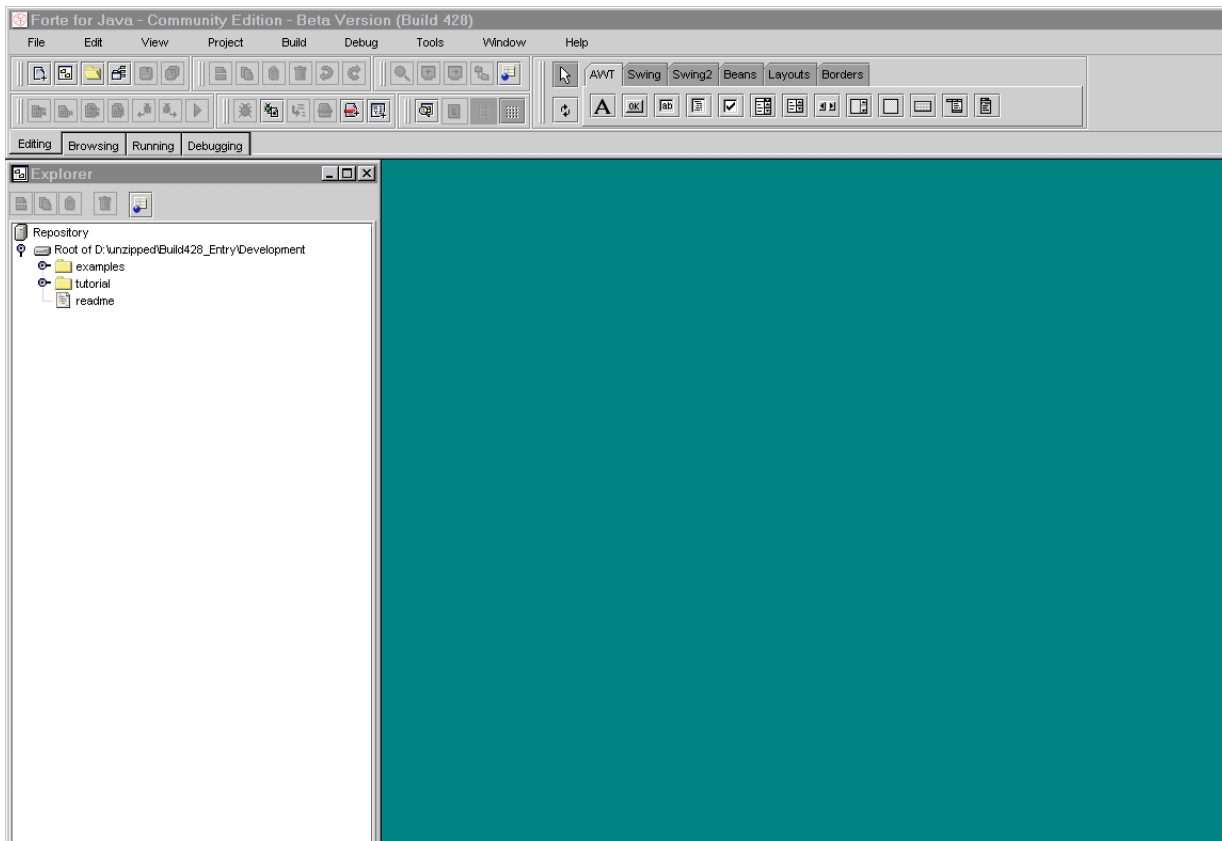 Forte for Java - Community Edition - Beta Version (Build 428)
File Edit View Project Build Debug Tools Window Help
AWT Swing Swing2 Beans Layouts Borders
A OK ab
Editing Browsing Running Debugging
Explorer
Repository
Root of D:\unzipped\Build428_Entry\Development
examples
tutorial
readme